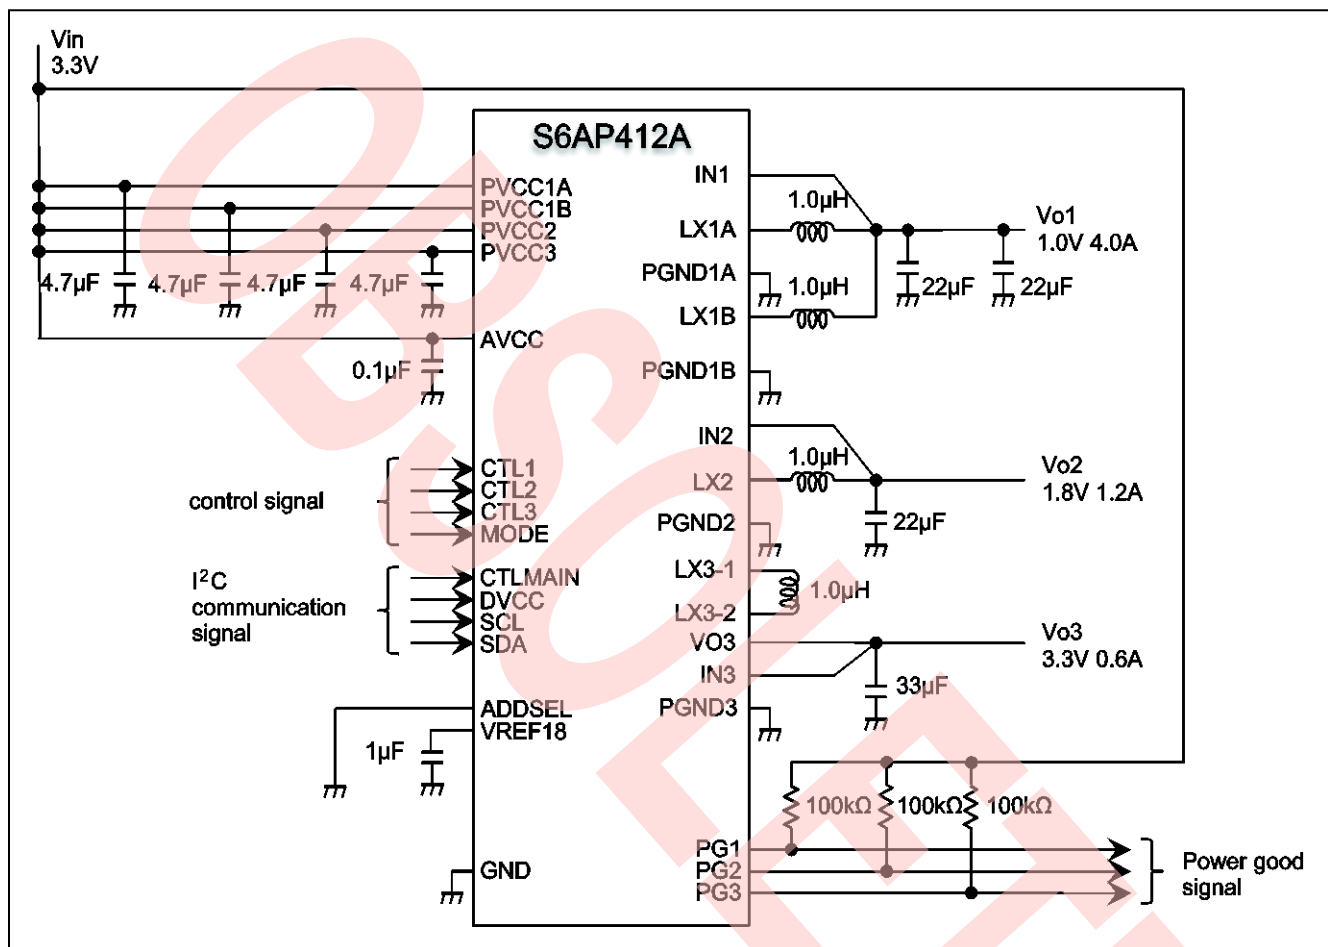 Vin
3.3V
S6AP412A
PVCC1A
PVCC1B
PVCC2
PVCC3
4.7µF
4.7µF
4.7µF
4.7µF
AVCC
0.1µF
control signal
CTL1
CTL2
CTL3
MODE
I²C
communication
signal
CTLMAIN
DVCC
SCL
SDA
ADDSEL
VREF18
1µF
GND
IN1
1.0µH
LX1A
Vo1
1.0V 4.0A
PGND1A
1.0µH
22µF
22µF
LX1B
PGND1B
IN2
1.0µH
LX2
Vo2
1.8V 1.2A
PGND2
22µF
LX3-1
1.0µH
LX3-2
VO3
Vo3
3.3V 0.6A
IN3
33µF
PGND3
100kΩ
100kΩ
100kΩ
PG1
PG2
PG3
Power good
signal
OBSOLET